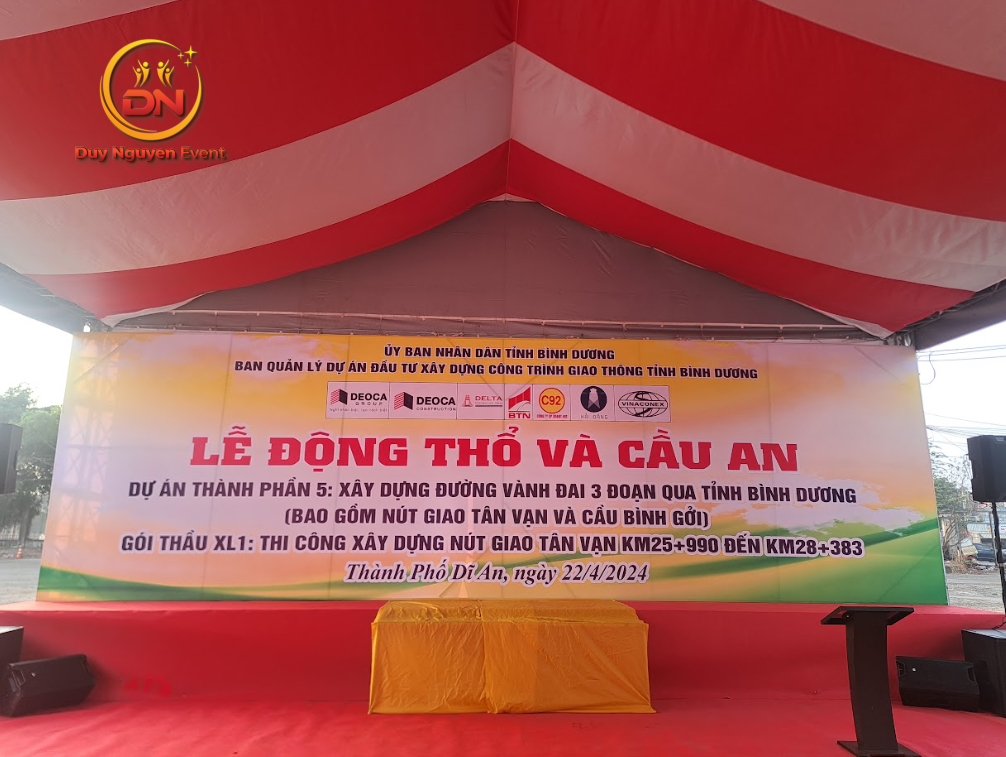 DN
Duy Nguyen Event
ỦY BAN NHÂN DÂN TỈNH BÌNH DƯƠNG
BAN QUẢN LÝ DỰ ÁN ĐẦU TƯ XÂY DỰNG CÔNG TRÌNH GIAO THÔNG TỈNH BÌNH DƯƠNG
DEOCA GROUP
DEOCA CONSTRUCTION
DELTA
BTN
C92
VINACONEX
LỄ ĐỘNG THỔ VÀ CẦU AN
DỰ ÁN THÀNH PHẦN 5: XÂY DỰNG ĐƯỜNG VÀNH ĐAI 3 ĐOẠN QUA TỈNH BÌNH DƯƠNG
(BAO GỒM NÚT GIAO TÂN VẠN VÀ CẦU BÌNH GỞI)
GÓI THẦU XL1: THI CÔNG XÂY DỰNG NÚT GIAO TÂN VẠN KM25+990 ĐẾN KM28+383
Thành Phố Dĩ An, ngày 22/4/2024